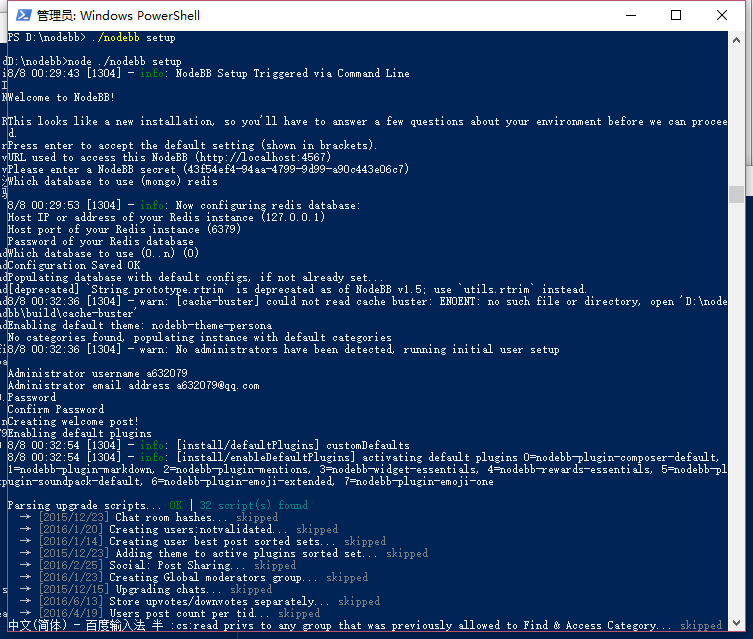 管理员: Windows PowerShell
PS D:\nodebb> ./nodebb setup
D:\nodebb>node ./nodebb setup
8/8 00:29:43 [1304] - info: NodeBB Setup Triggered via Command Line
Welcome to NodeBB!
This looks like a new installation, so you'll have to answer a few questions about your environment before we can procee
d.
Press enter to accept the default setting (shown in brackets).
URL used to access this NodeBB (http://localhost:4567)
Please enter a NodeBB secret (43f54ef4-94aa-4799-9d99-a90c443e06c7)
Which database to use (mongo) redis
8/8 00:29:53 [1304] - info: Now configuring redis database:
Host IP or address of your Redis instance (127.0.0.1)
Host port of your Redis instance (6379)
Password of your Redis database
Which database to use (0..n) (0)
Configuration Saved OK
Populating database with default configs, if not already set...
[deprecated] `String.prototype.rtrim` is deprecated as of NodeBB v1.5; use `utils.rtrim` instead.
8/8 00:32:36 [1304] - warn: [cache-buster] could not read cache buster: ENOENT: no such file or directory, open 'D:\node
bb\build\cache-buster'
Enabling default theme: nodebb-theme-persona
No categories found, populating instance with default categories
8/8 00:32:36 [1304] - warn: No administrators have been detected, running initial user setup
Administrator username a632079
Administrator email address a632079@qq.com
Password
Confirm Password
Creating welcome post!
Enabling default plugins
8/8 00:32:54 [1304] - info: [install/defaultPlugins] customDefaults
8/8 00:32:54 [1304] - info: [install/enableDefaultPlugins] activating default plugins 0=nodebb-plugin-composer-default,
1=nodebb-plugin-markdown, 2=nodebb-plugin-mentions, 3=nodebb-widget-essentials, 4=nodebb-rewards-essentials, 5=nodebb-pl
ugin-soundpack-default, 6=nodebb-plugin-emoji-extended, 7=nodebb-plugin-emoji-one
Parsing upgrade scripts... OK | 32 script(s) found
→ [2015/12/23] Chat room hashes... skipped
→ [2016/1/20] Creating users:notvalidated... skipped
→ [2016/1/14] Creating user best post sorted sets... skipped
→ [2015/12/23] Adding theme to active plugins sorted set... skipped
→ [2016/2/25] Social: Post Sharing... skipped
→ [2016/1/23] Creating Global moderators group... skipped
→ [2015/12/15] Upgrading chats... skipped
→ [2016/6/13] Store upvotes/downvotes separately... skipped
→ [2016/4/19] Users post count per tid... skipped
中文(简体) - 百度输入法 半 :cs:read privs to any group that was previously allowed to Find & Access Category... skipped